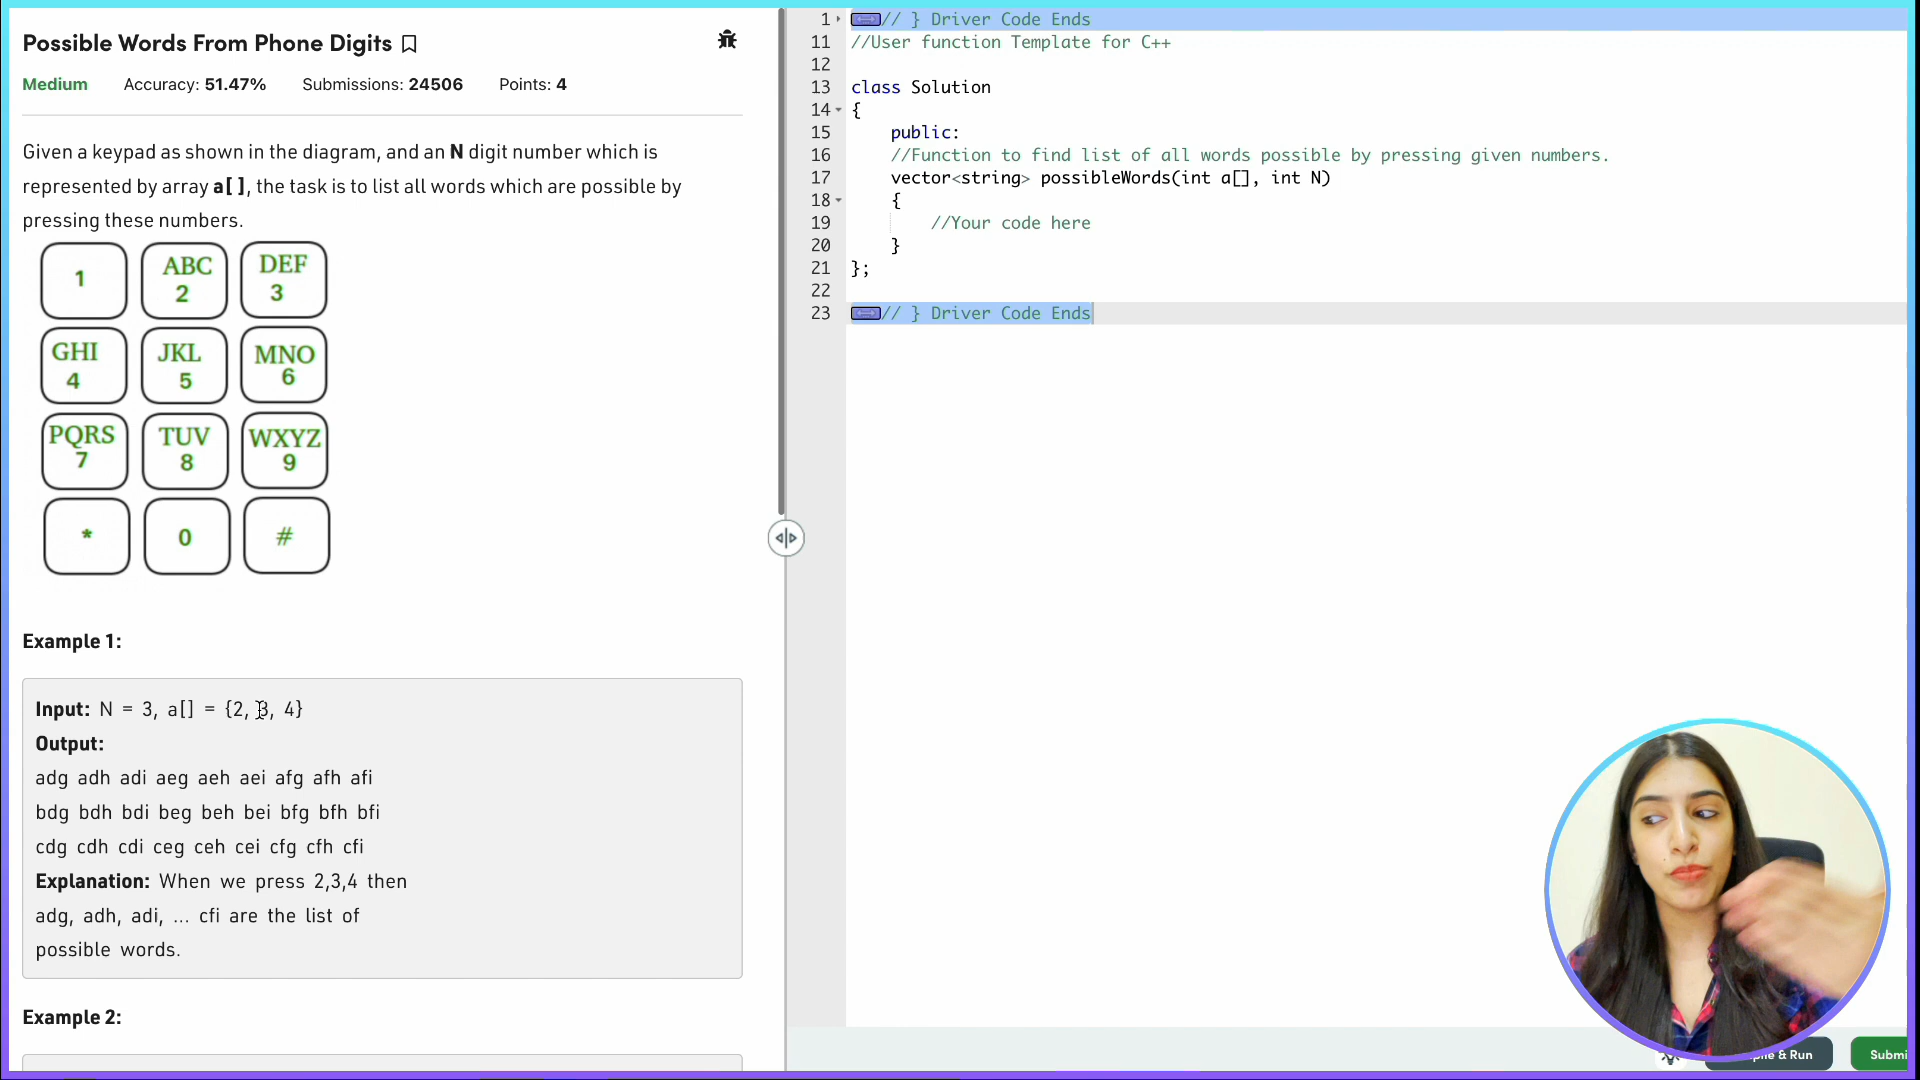 Possible Words From Phone Digits
Medium Accuracy: 51.47% Submissions: 24506 Points: 4
Given a keypad as shown in the diagram, and an N digit number which is
represented by array a[ ], the task is to list all words which are possible by
pressing these numbers.
1 ABC DEF
2 3
GHI JKL MNO
4 5 6
PQRS TUV WXYZ
7 8 9
* 0 #
Example 1:
Input: N = 3, a[] = {2, 3, 4}
Output:
adg adh adi aeg aeh aei afg afh afi
bdg bdh bdi beg beh bei bfg bfh bfi
cdg cdh cdi ceg ceh cei cfg cfh cfi
Explanation: When we press 2,3,4 then
adg, adh, adi, ... cfi are the list of
possible words.
Example 2:
1 // } Driver Code Ends
11 //User function Template for C++
12
13 class Solution
14 {
15 public:
16 //Function to find list of all words possible by pressing given numbers.
17 vector<string> possibleWords(int a[], int N)
18 {
19 //Your code here
20 }
21 };
22
23 // } Driver Code Ends
& Run